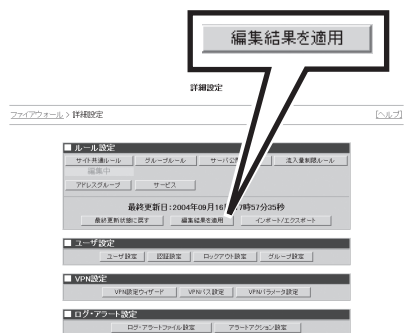 編集結果を適用
詳細設定
ファイアウォール > 詳細設定 [ヘルプ]
■ ルール設定
サイト共通ルール グループルール サーバ公 流入量制限ルール
編集中
アドレスグループ サービス
最終更新日:2004年09月16 7時57分35秒
最終更新状態に戻す 編集結果を適用 インポート/エクスポート
■ ユーザ設定
ユーザ設定 認証設定 ロックアウト設定 グループ設定
■ VPN設定
VPN設定ウィザード VPNパス設定 VPNパラメータ設定
■ ログ・アラート設定
ログ・アラートファイル設定 アラートアクション設定